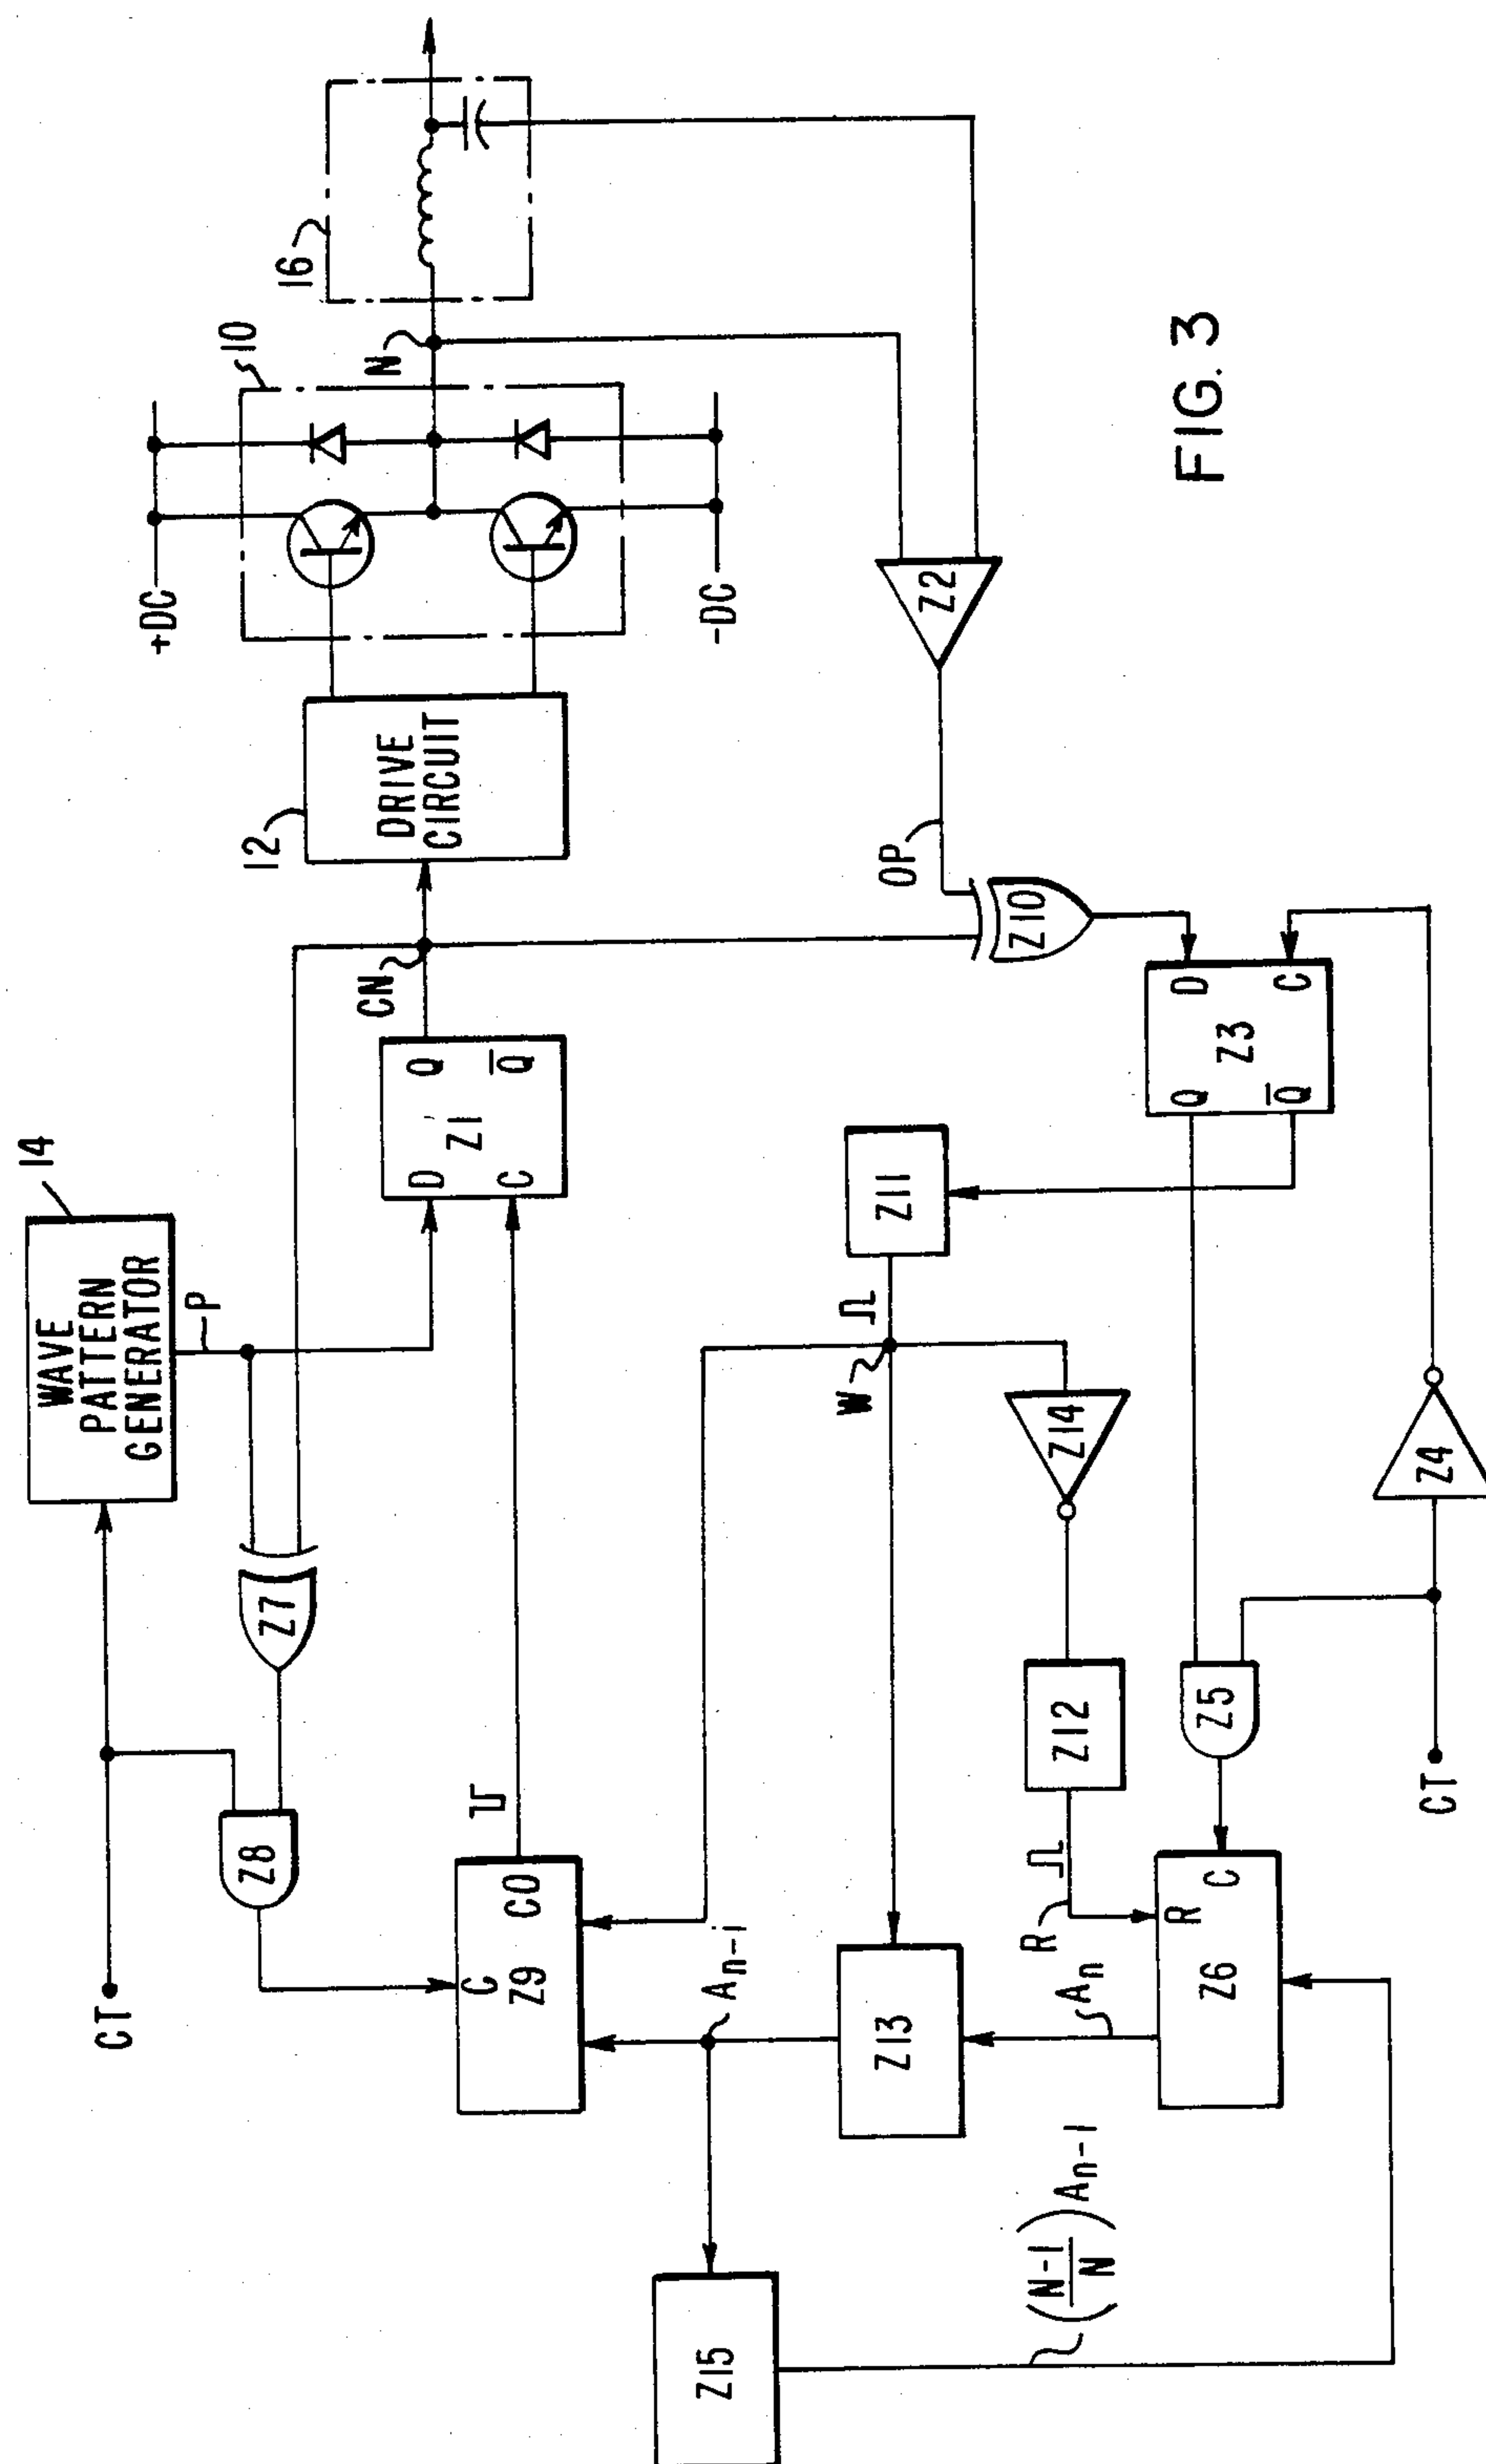 14
WAVE
PATTERN
GENERATOR
P
CT
Z7
Z8
D
C
Z1
Q
Q̅
CN
12
DRIVE
CIRCUIT
+DC
-DC
10
N
16
C
Z9
CO
A_{n-1}
Z15
Z13
W
Z11
Z14
Z12
R
A_n
R
C
Z6
(N-1/N) A_{n-1}
Z5
CT
Z4
Q
Q̅
Z3
D
C
Z10
OP
Z2
FIG. 3